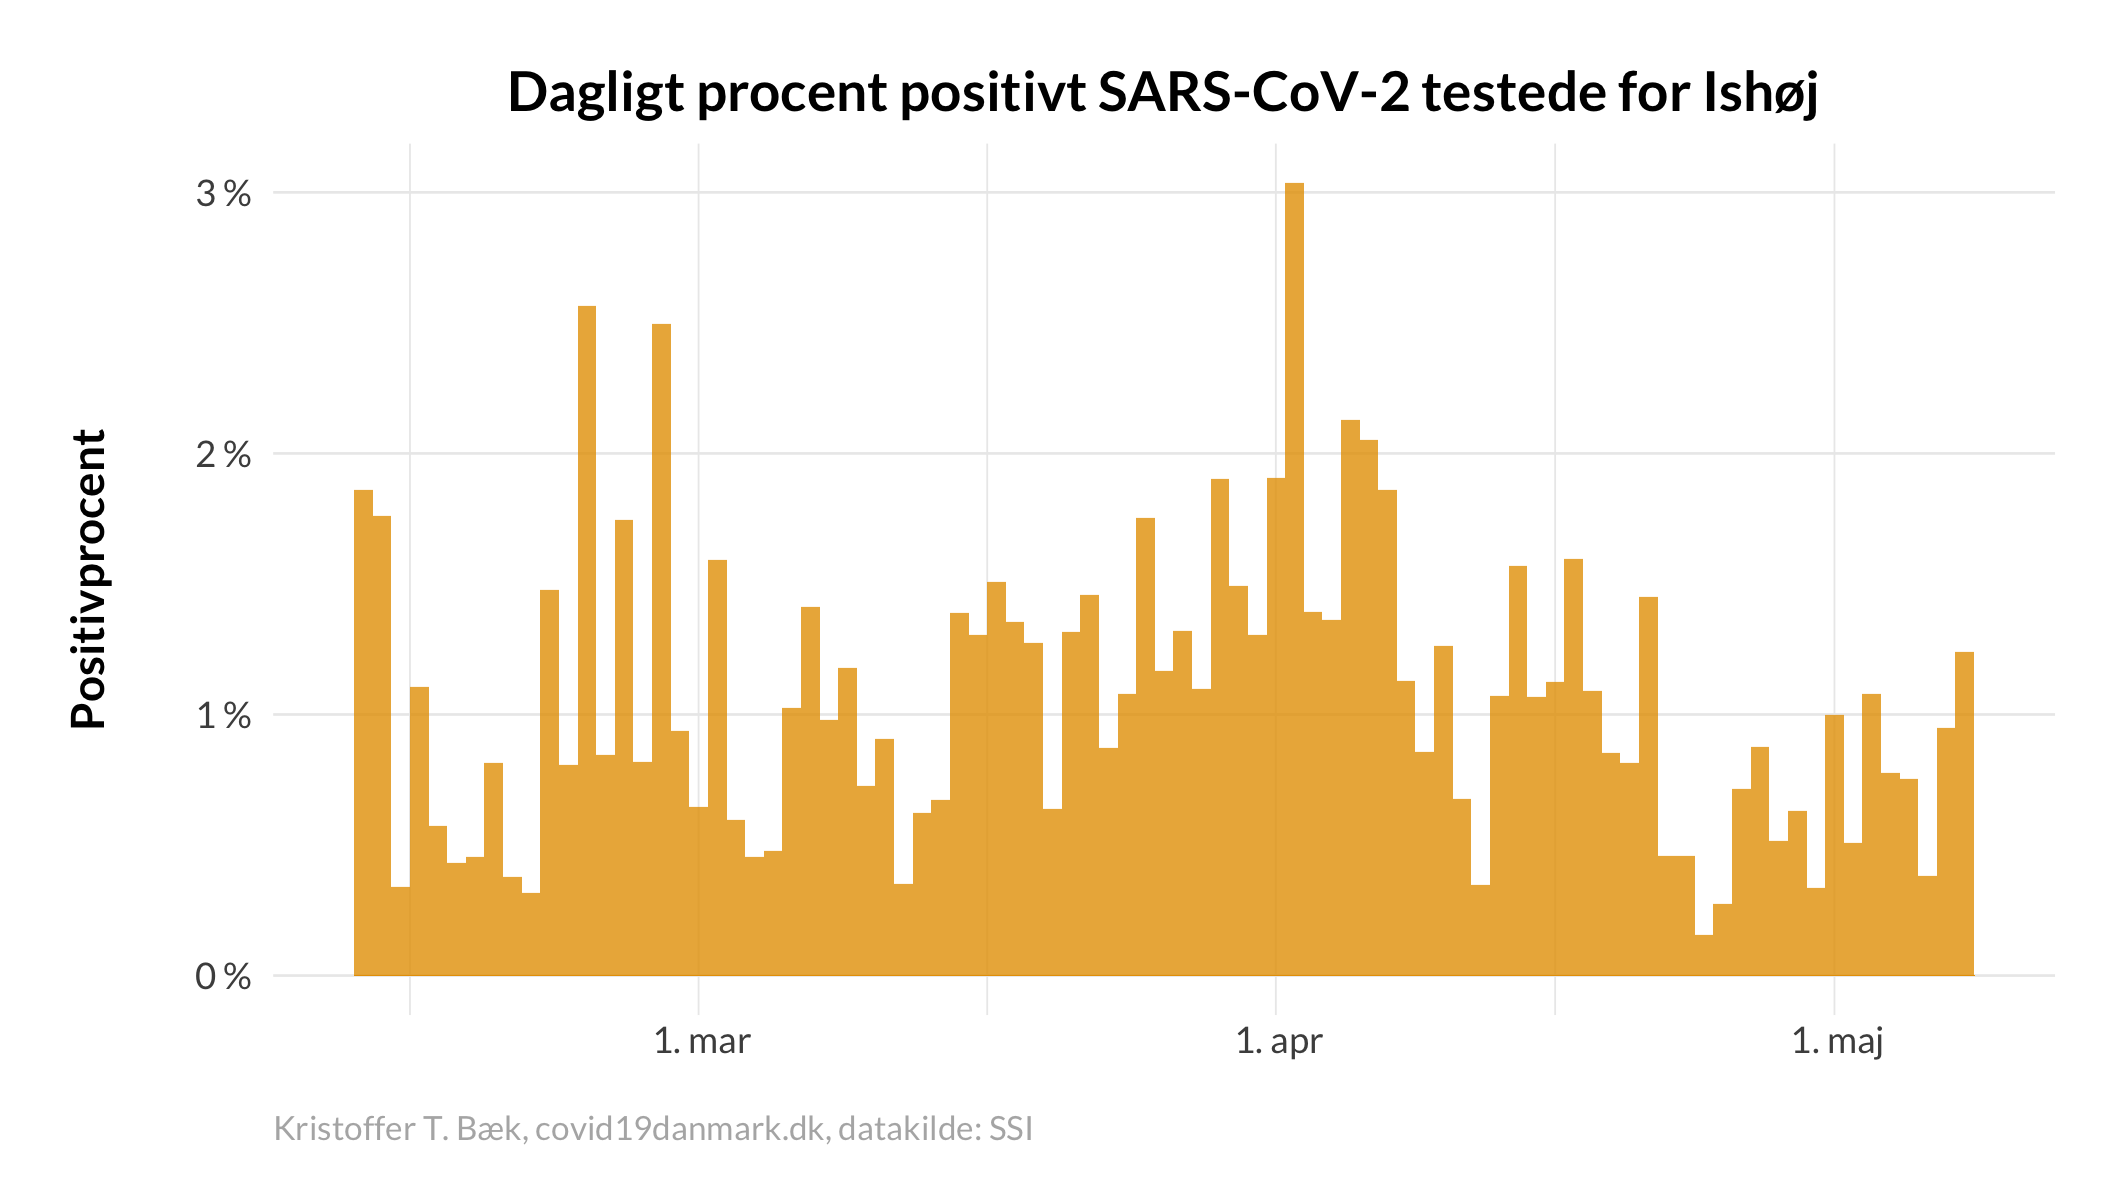 Dagligt procent positivt SARS-CoV-2 testede for Ishøj
Positivprocent
3 %
2 %
1 %
0 %
1. mar
1. apr
1. maj
Kristoffer T. Bæk, covid19danmark.dk, datakilde: SSI